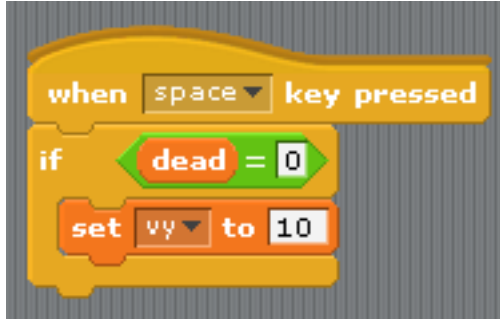 when space key pressed
if dead = 0
set vy to 10